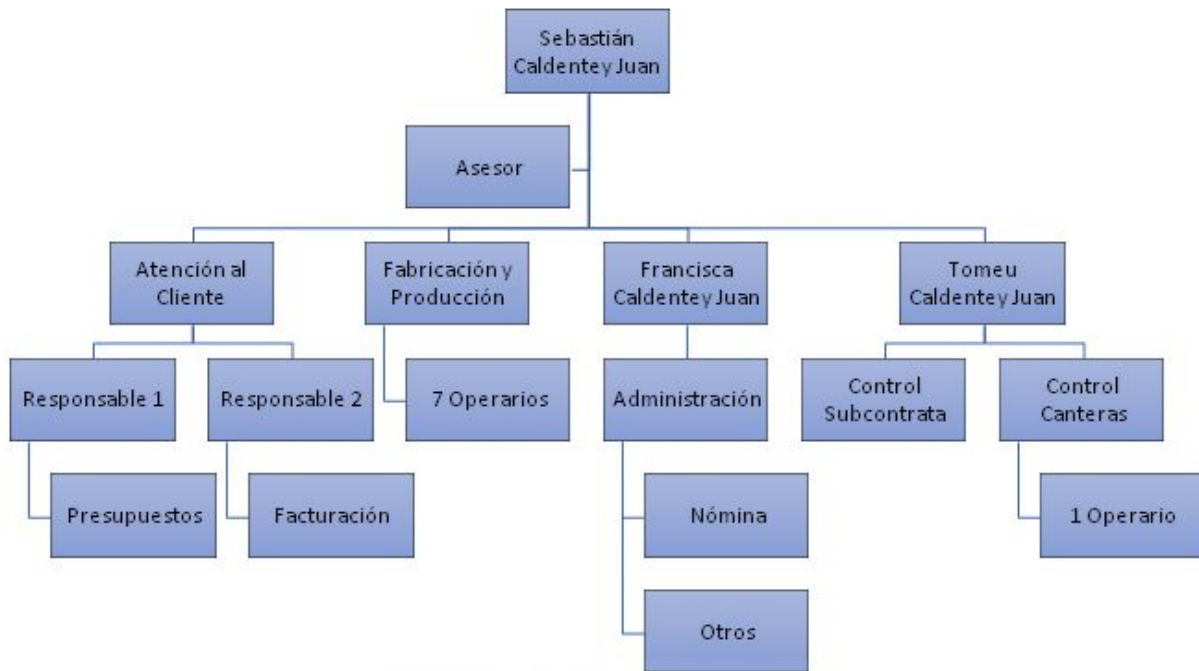 Sebastián
Caldentey Juan
Asesor
Atención al
Cliente
Fabricación y
Producción
Francisca
Caldentey Juan
Tomeu
Caldentey Juan
Responsable 1
Responsable 2
7 Operarios
Administración
Control
Subcontrata
Control
Canteras
Presupuestos
Facturación
Nómina
1 Operario
Otros